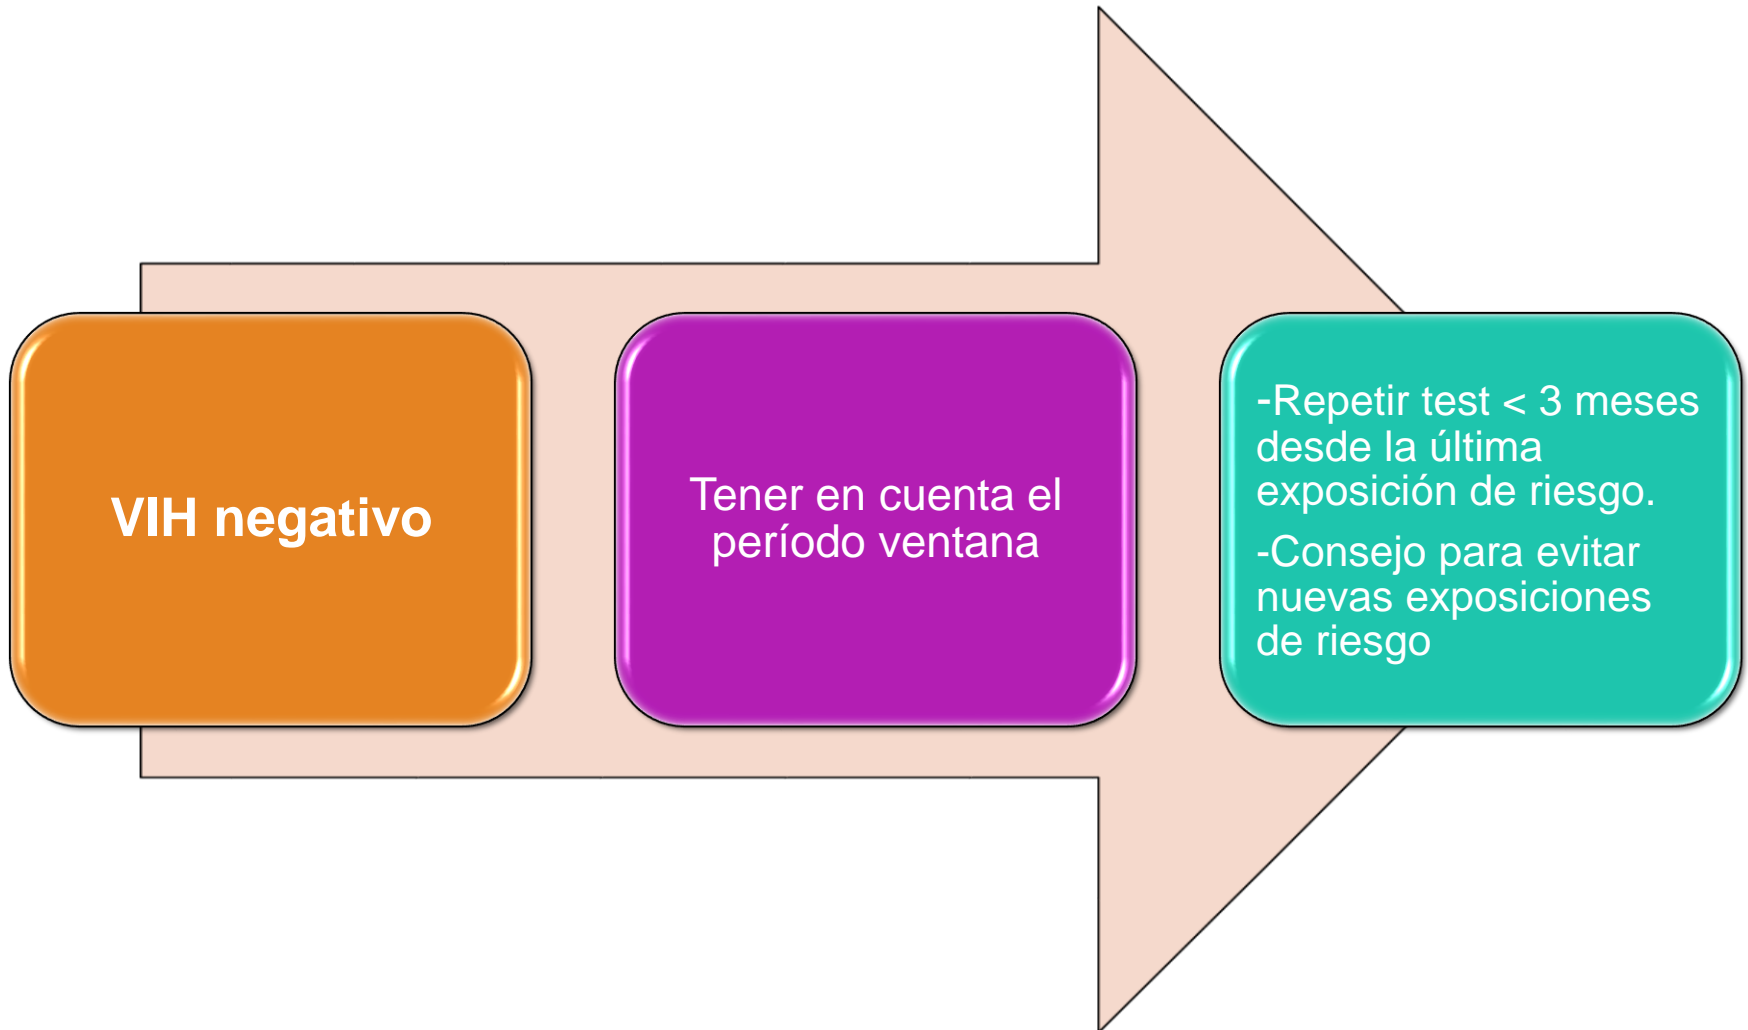 VIH negativo
Tener en cuenta el
período ventana
-Repetir test < 3 meses
desde la última
exposición de riesgo.
-Consejo para evitar
nuevas exposiciones
de riesgo